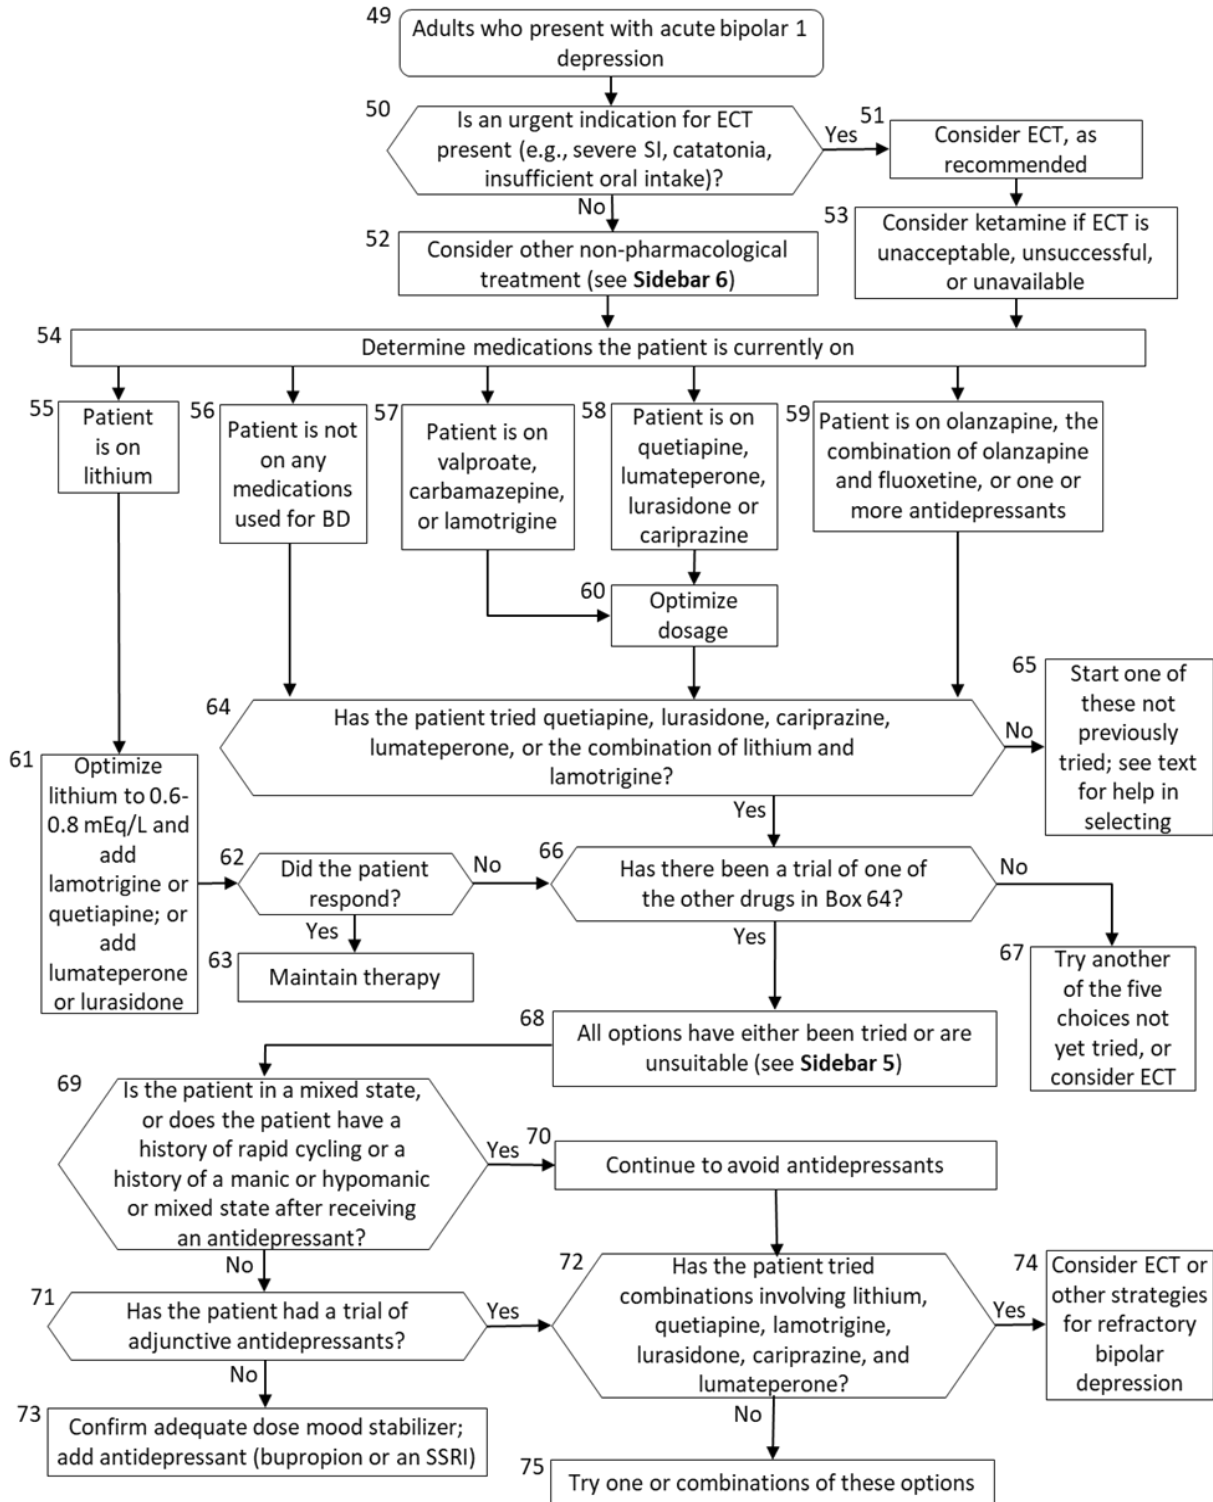 49
Adults who present with acute bipolar 1
depression
50
Is an urgent indication for ECT
present (e.g., severe SI, catatonia,
insufficient oral intake)?
Yes
51
Consider ECT, as
recommended
No
52
Consider other non-pharmacological
treatment (see Sidebar 6)
53
Consider ketamine if ECT is
unacceptable, unsuccessful,
or unavailable
54
Determine medications the patient is currently on
55
Patient
is on
lithium
56
Patient is not
on any
medications
used for BD
57
Patient is on
valproate,
carbamazepine,
or lamotrigine
58
Patient is on
quetiapine,
lumateperone,
lurasidone or
cariprazine
59
Patient is on olanzapine, the
combination of olanzapine
and fluoxetine, or one or
more antidepressants
60
Optimize
dosage
64
Has the patient tried quetiapine, lurasidone, cariprazine,
lumateperone, or the combination of lithium and
lamotrigine?
No
65
Start one of
these not
previously
tried; see text
for help in
selecting
Yes
61
Optimize
lithium to 0.6-
0.8 mEq/L and
add
lamotrigine or
quetiapine; or
add
lumateperone
or lurasidone
62
Did the patient
respond?
No
Yes
63
Maintain therapy
66
Has there been a trial of one of
the other drugs in Box 64?
No
Yes
67
Try another
of the five
choices not
yet tried, or
consider ECT
68
All options have either been tried or are
unsuitable (see Sidebar 5)
69
Is the patient in a mixed state,
or does the patient have a
history of rapid cycling or a
history of a manic or hypomanic
or mixed state after receiving
an antidepressant?
Yes
70
Continue to avoid antidepressants
No
71
Has the patient had a trial of
adjunctive antidepressants?
Yes
72
Has the patient tried
combinations involving lithium,
quetiapine, lamotrigine,
lurasidone, cariprazine, and
lumateperone?
Yes
74
Consider ECT or
other strategies
for refractory
bipolar
depression
No
73
Confirm adequate dose mood stabilizer;
add antidepressant (bupropion or an SSRI)
No
75
Try one or combinations of these options